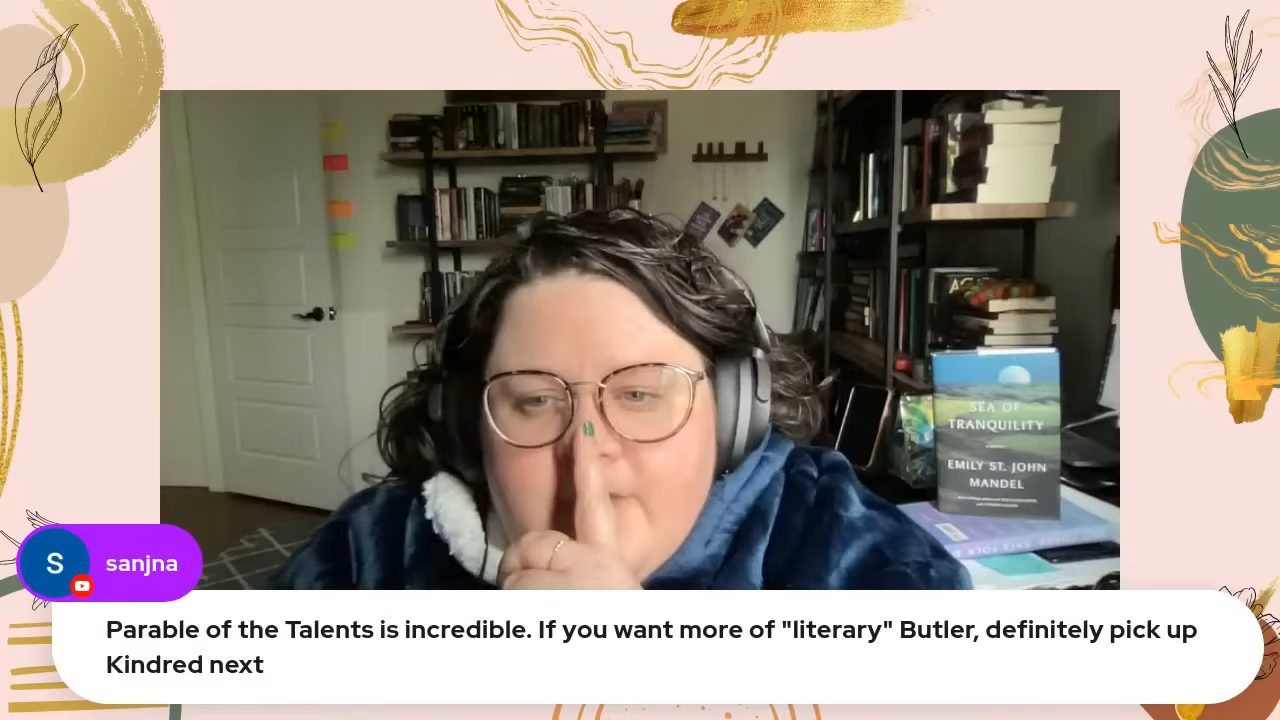 SEA OF
TRANQUILITY
EMILY ST. JOHN
MANDEL
S
sanjna
Parable of the Talents is incredible. If you want more of "literary" Butler, definitely pick up
Kindred next